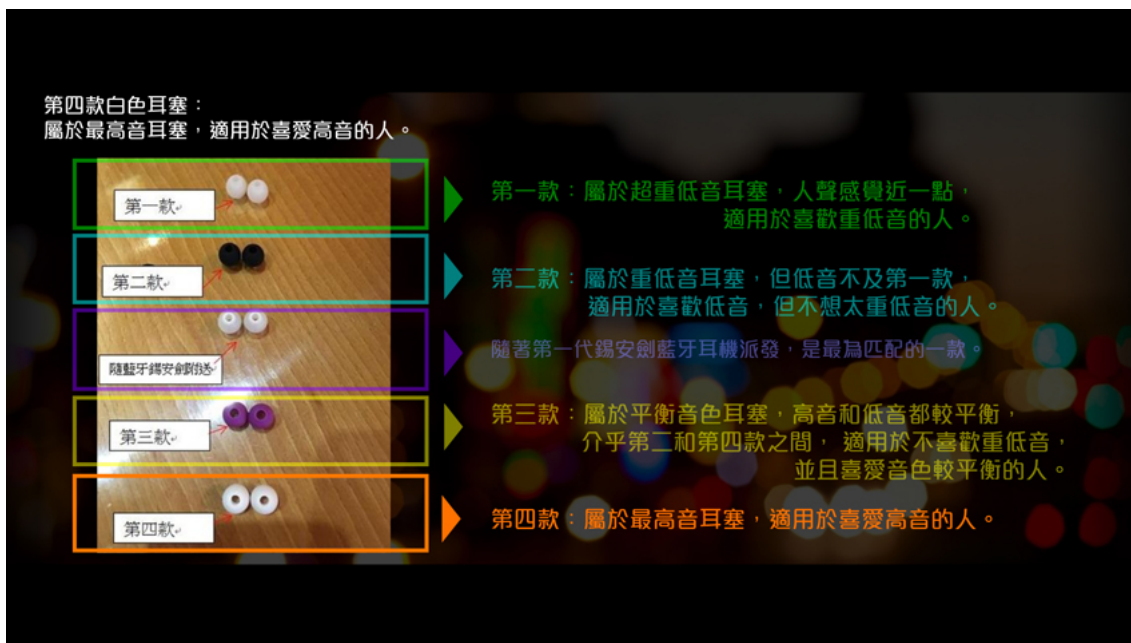 第四款白色耳塞：
屬於最高音耳塞，適用於喜愛高音的人。
第一款
第一款：屬於超重低音耳塞，人聲感覺近一點，
適用於喜歡重低音的人。
第二款
第二款：屬於重低音耳塞，但低音不及第一款，
適用於喜歡低音，但不想太重低音的人。
隨藍牙錫安劍附送
隨著第一代錫安劍藍牙耳機派發，是最為匹配的一款。
第三款
第三款：屬於平衡音色耳塞，高音和低音都較平衡，
介乎第二和第四款之間， 適用於不喜歡重低音，
並且喜愛音色較平衡的人。
第四款
第四款：屬於最高音耳塞，適用於喜愛高音的人。